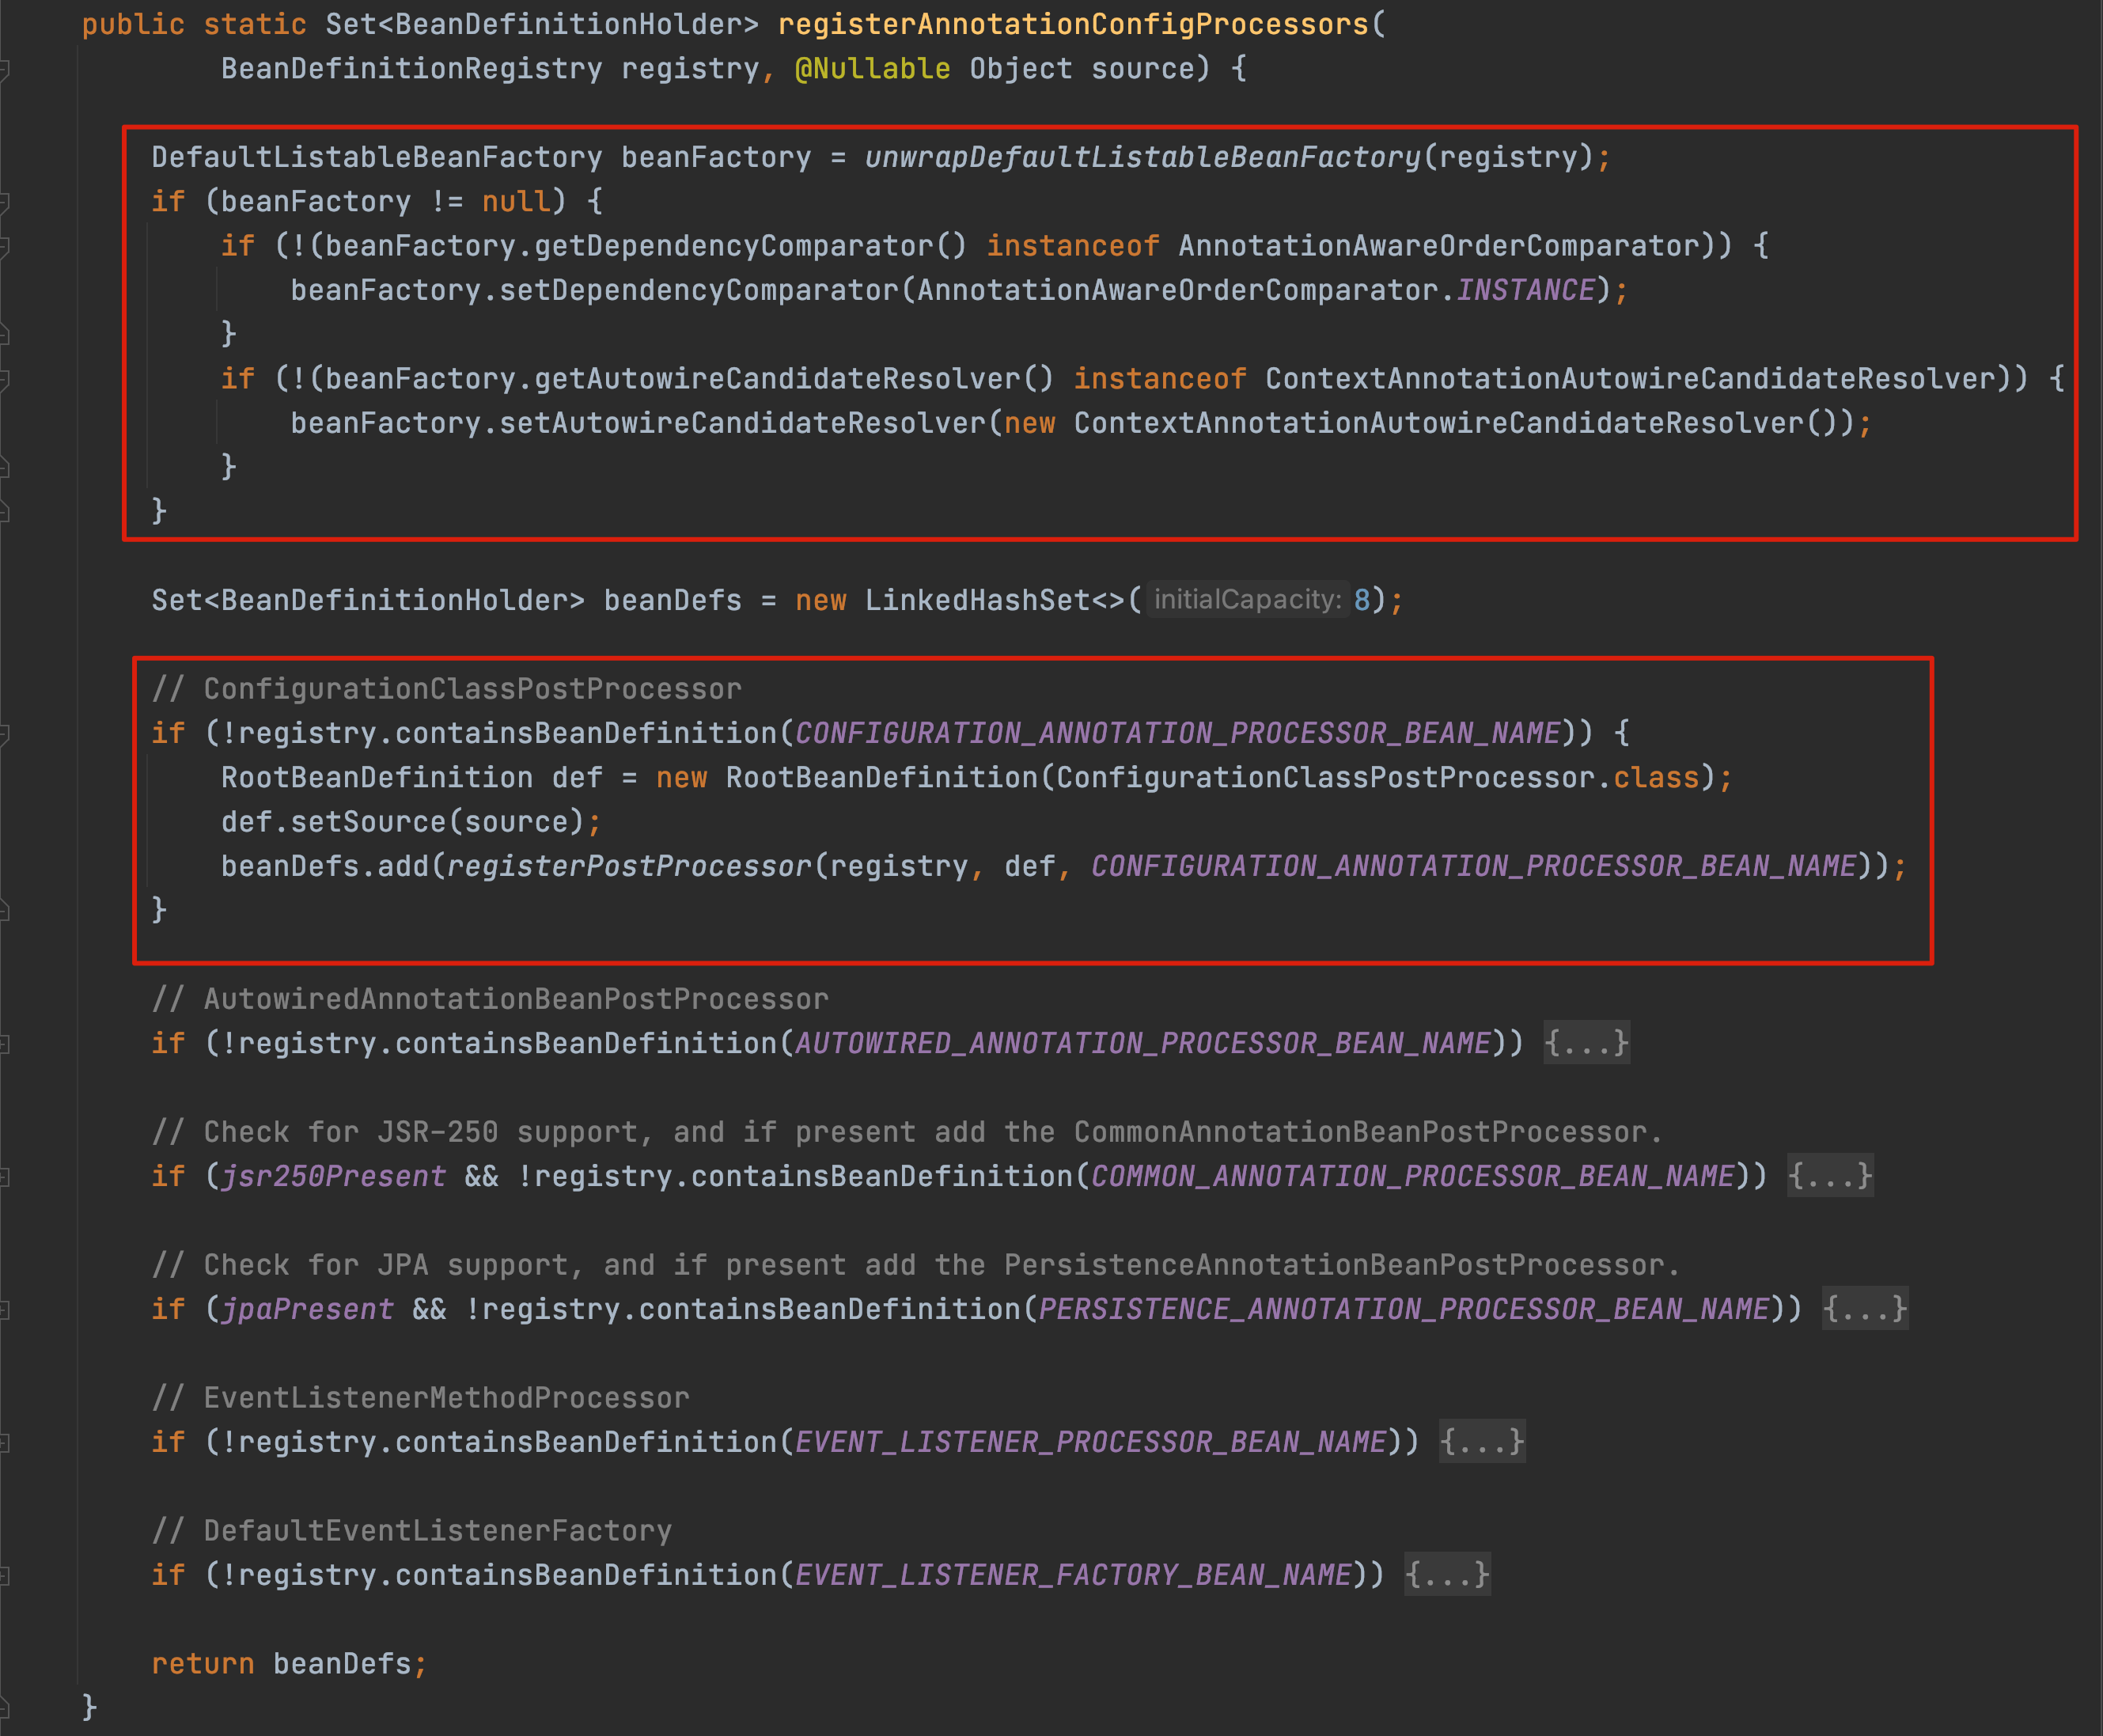 public static Set<BeanDefinitionHolder> registerAnnotationConfigProcessors(
        BeanDefinitionRegistry registry, @Nullable Object source) {
    DefaultListableBeanFactory beanFactory = unwrapDefaultListableBeanFactory(registry);
    if (beanFactory != null) {
        if (!(beanFactory.getDependencyComparator() instanceof AnnotationAwareOrderComparator)) {
            beanFactory.setDependencyComparator(AnnotationAwareOrderComparator.INSTANCE);
        }
        if (!(beanFactory.getAutowireCandidateResolver() instanceof ContextAnnotationAutowireCandidateResolver)) {
            beanFactory.setAutowireCandidateResolver(new ContextAnnotationAutowireCandidateResolver());
        }
    }
    Set<BeanDefinitionHolder> beanDefs = new LinkedHashSet<>( initialCapacity: 8);
    // ConfigurationClassPostProcessor
    if (!registry.containsBeanDefinition(CONFIGURATION_ANNOTATION_PROCESSOR_BEAN_NAME)) {
        RootBeanDefinition def = new RootBeanDefinition(ConfigurationClassPostProcessor.class);
        def.setSource(source);
        beanDefs.add(registerPostProcessor(registry, def, CONFIGURATION_ANNOTATION_PROCESSOR_BEAN_NAME));
    }
    // AutowiredAnnotationBeanPostProcessor
    if (!registry.containsBeanDefinition(AUTOWIRED_ANNOTATION_PROCESSOR_BEAN_NAME)) {...}
    // Check for JSR-250 support, and if present add the CommonAnnotationBeanPostProcessor.
    if (jsr250Present && !registry.containsBeanDefinition(COMMON_ANNOTATION_PROCESSOR_BEAN_NAME)) {...}
    // Check for JPA support, and if present add the PersistenceAnnotationBeanPostProcessor.
    if (jpaPresent && !registry.containsBeanDefinition(PERSISTENCE_ANNOTATION_PROCESSOR_BEAN_NAME)) {...}
    // EventListenerMethodProcessor
    if (!registry.containsBeanDefinition(EVENT_LISTENER_PROCESSOR_BEAN_NAME)) {...}
    // DefaultEventListenerFactory
    if (!registry.containsBeanDefinition(EVENT_LISTENER_FACTORY_BEAN_NAME)) {...}
    return beanDefs;
}